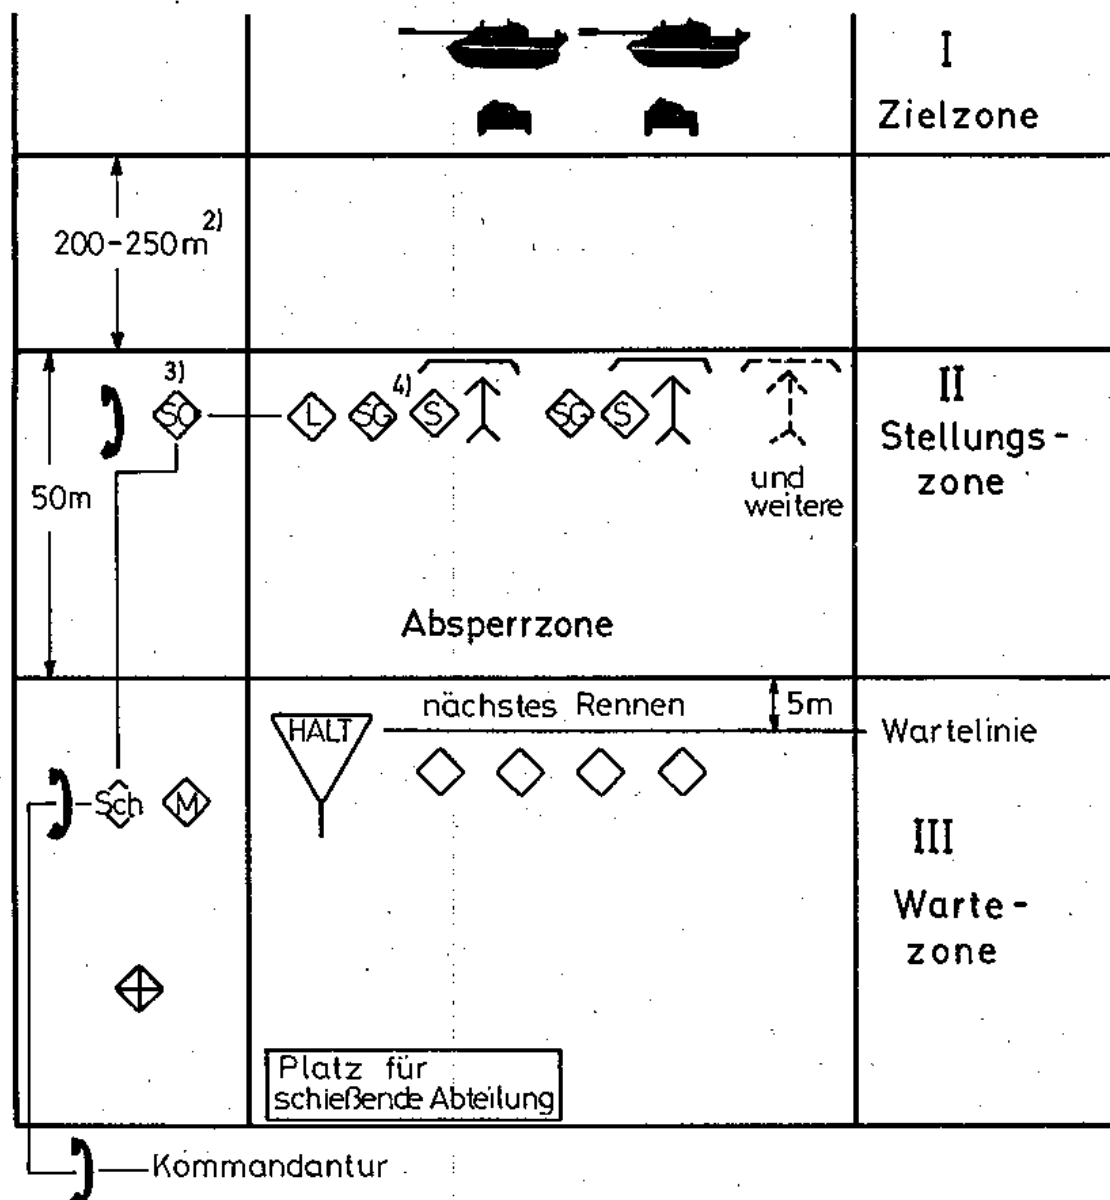 I
Zielzone
200-250m 2)
3)
4)
SO
L
SG
S
SG
S
II
Stellungs-
zone
50m
und
weitere
Absperrzone
nächstes Rennen
5m
HALT
Wartelinie
Sch
M
III
Warte-
zone
Platz für
schießende Abteilung
Kommandantur